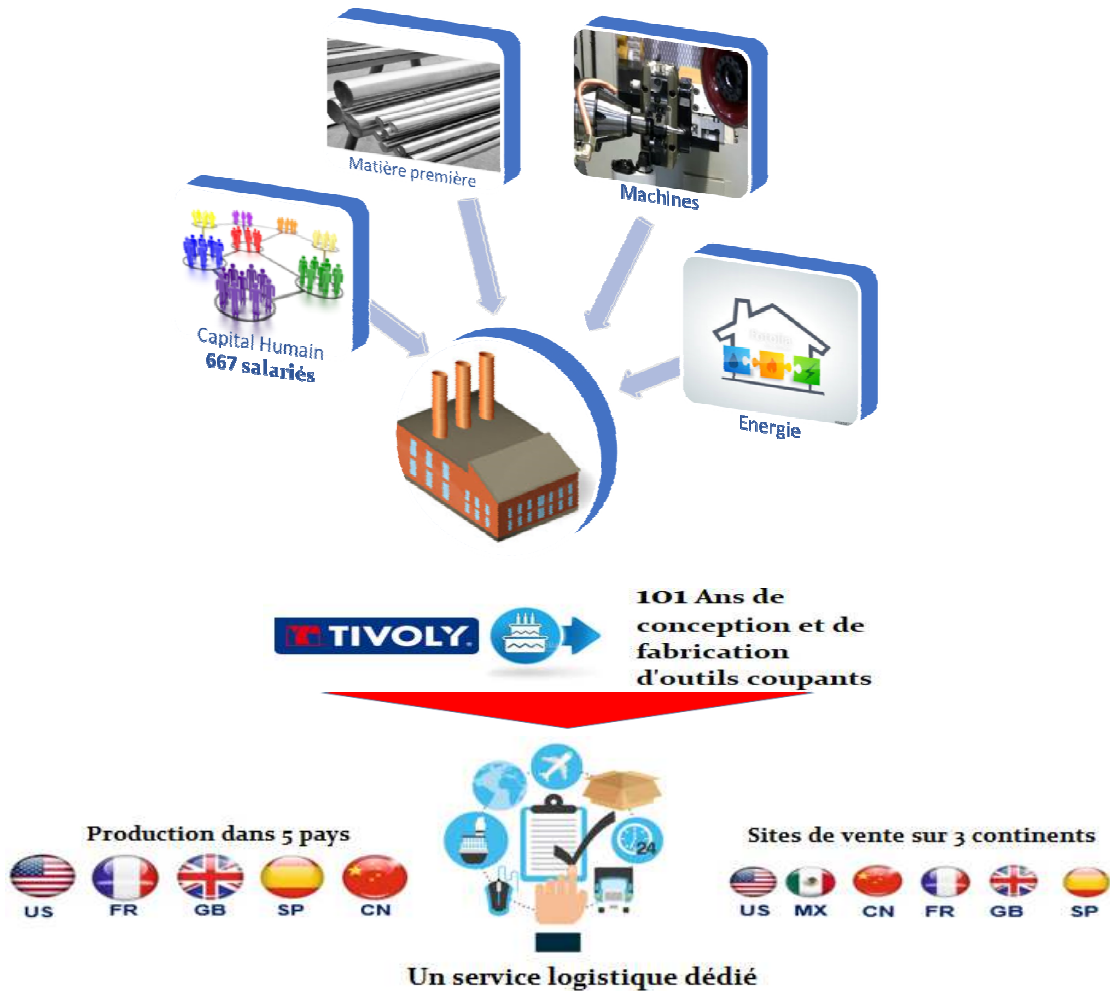 Matière première
Machines
Capital Humain
667 salariés
Energie
TIVOLY.
101 Ans de
conception et de
fabrication
d'outils coupants
Production dans 5 pays
US FR GB SP CN
24
Sites de vente sur 3 continents
US MX CN FR GB SP
Un service logistique dédié